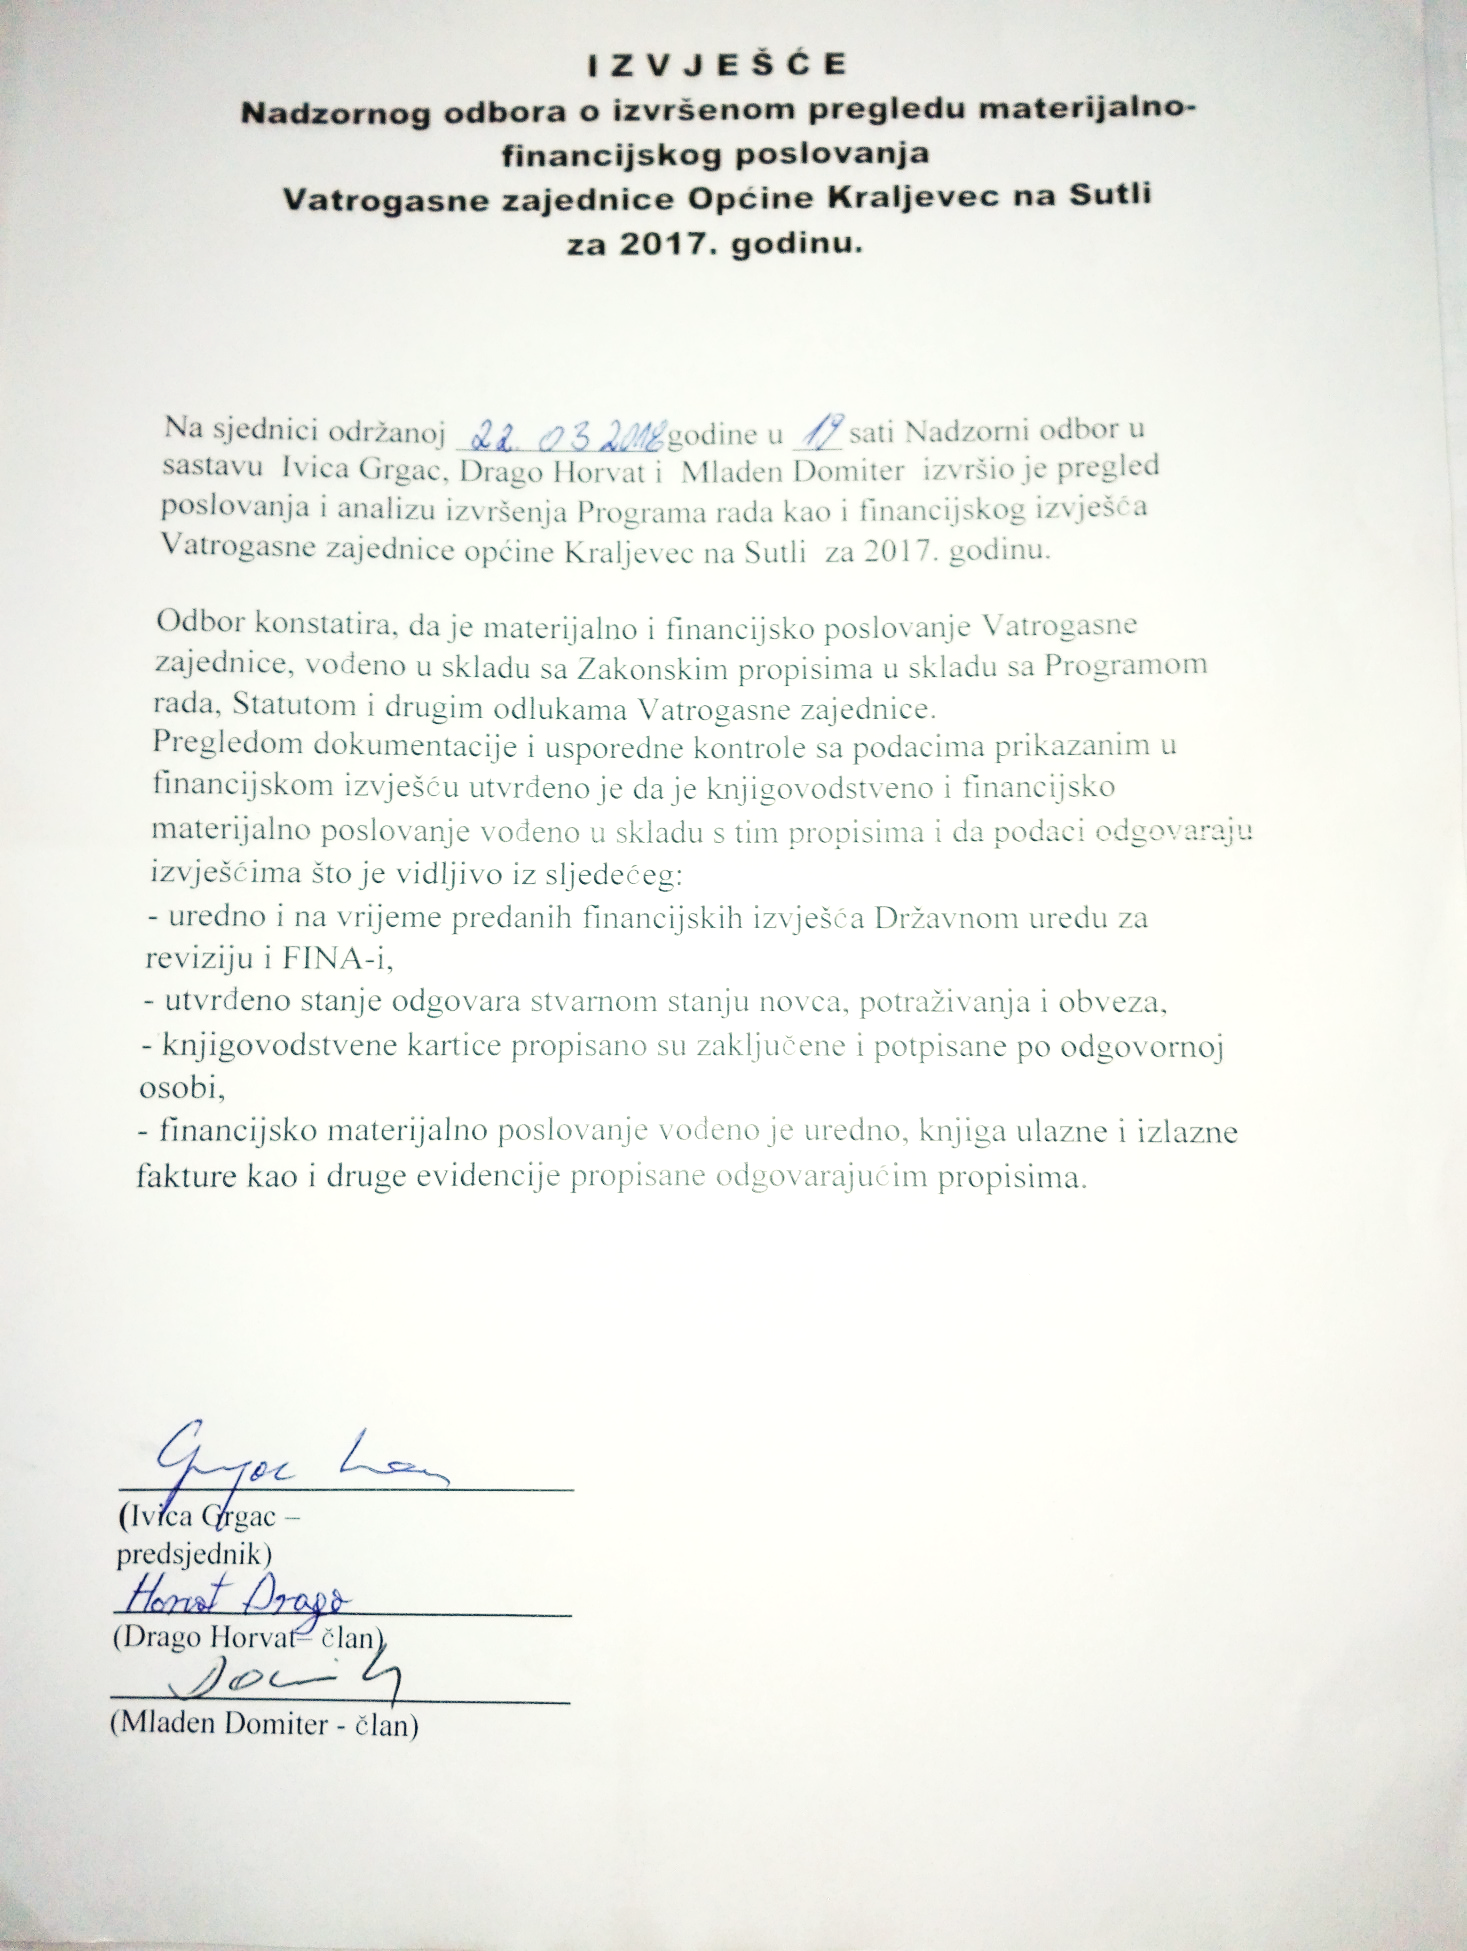 I Z V J E Š Ć E
Nadzornog odbora o izvršenom pregledu materijalno-
financijskog poslovanja
Vatrogasne zajednice Općine Kraljevec na Sutli
za 2017. godinu.
Na sjednici održanoj 22. 03 2018 godine u 19 sati Nadzorni odbor u
sastavu Ivica Grgac, Drago Horvat i Mladen Domiter izvršio je pregled
poslovanja i analizu izvršenja Programa rada kao i financijskog izvješća
Vatrogasne zajednice općine Kraljevec na Sutli za 2017. godinu.
Odbor konstatira, da je materijalno i financijsko poslovanje Vatrogasne
zajednice, vođeno u skladu sa Zakonskim propisima u skladu sa Programom
rada, Statutom i drugim odlukama Vatrogasne zajednice.
Pregledom dokumentacije i usporedne kontrole sa podacima prikazanim u
financijskom izvješću utvrđeno je da je knjigovodstveno i financijsko
materijalno poslovanje vođeno u skladu s tim propisima i da podaci odgovaraju
izvješćima što je vidljivo iz sljedećeg:
- uredno i na vrijeme predanih financijskih izvješća Državnom uredu za
reviziju i FINA-i,
- utvrđeno stanje odgovara stvarnom stanju novca, potraživanja i obveza,
- knjigovodstvene kartice propisano su zaključene i potpisane po odgovornoj
osobi,
- financijsko materijalno poslovanje vođeno je uredno, knjiga ulazne i izlazne
fakture kao i druge evidencije propisane odgovarajućim propisima.
(Ivica Grgac –
predsjednik)
Horvat Drago
(Drago Horvat– član)
(Mladen Domiter - član)